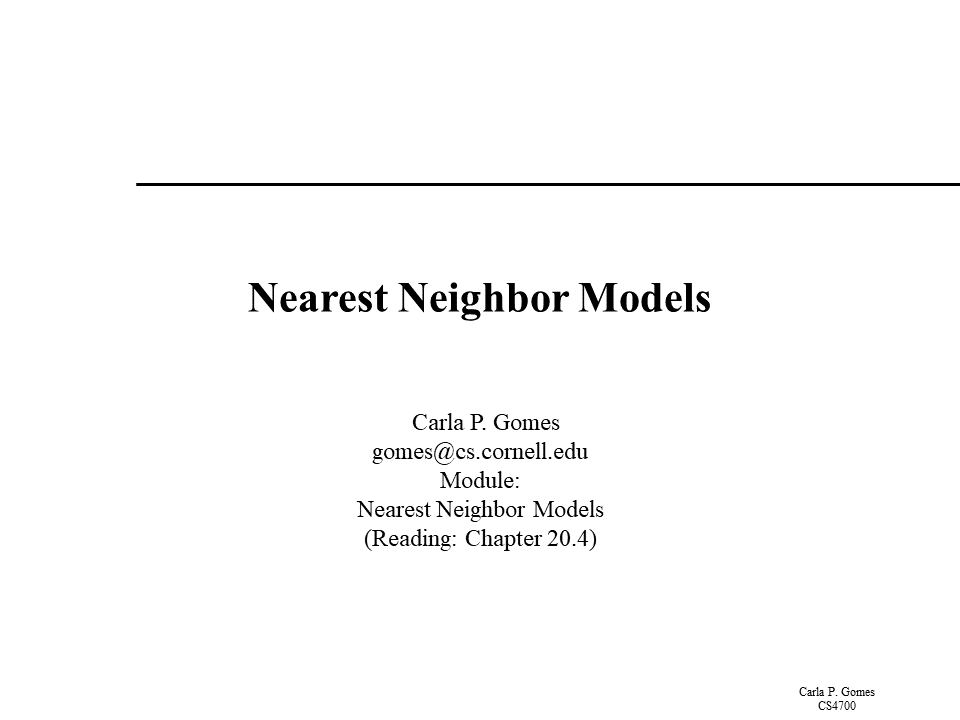 Nearest Neighbor Models
Carla P. Gomes
gomes@cs.cornell.edu
Module:
Nearest Neighbor Models
(Reading: Chapter 20.4)
Carla P. Gomes
CS4700